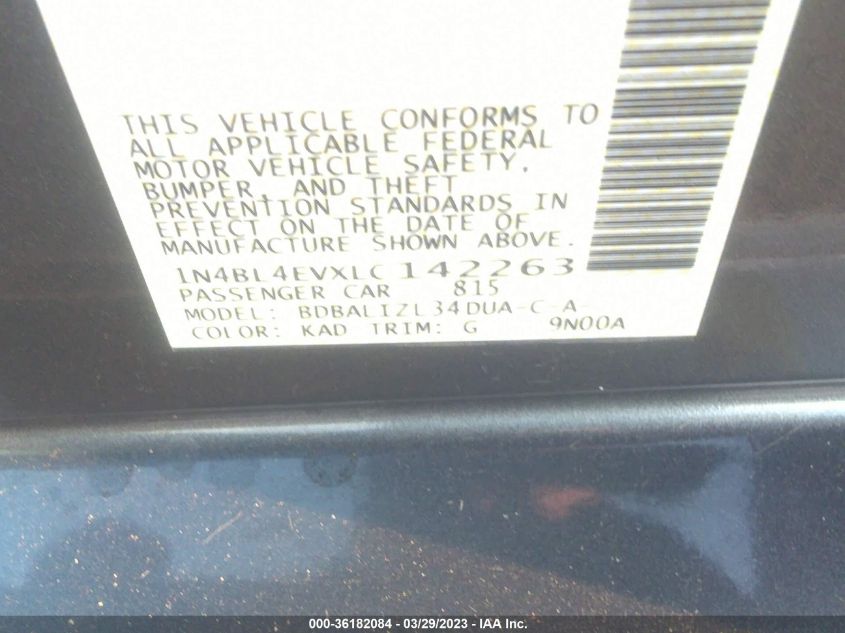 THIS VEHICLE CONFORMS TO
ALL APPLICABLE FEDERAL
MOTOR VEHICLE SAFETY,
BUMPER, AND THEFT
PREVENTION STANDARDS IN
EFFECT ON THE DATE OF
MANUFACTURE SHOWN ABOVE.
1N4BL4EVXLC142263
PASSENGER CAR 815
MODEL: BDBALIZL34DUA-C-A-
COLOR: KAD TRIM: G 9N00A
000-36182084 - 03/29/2023 - IAA Inc.